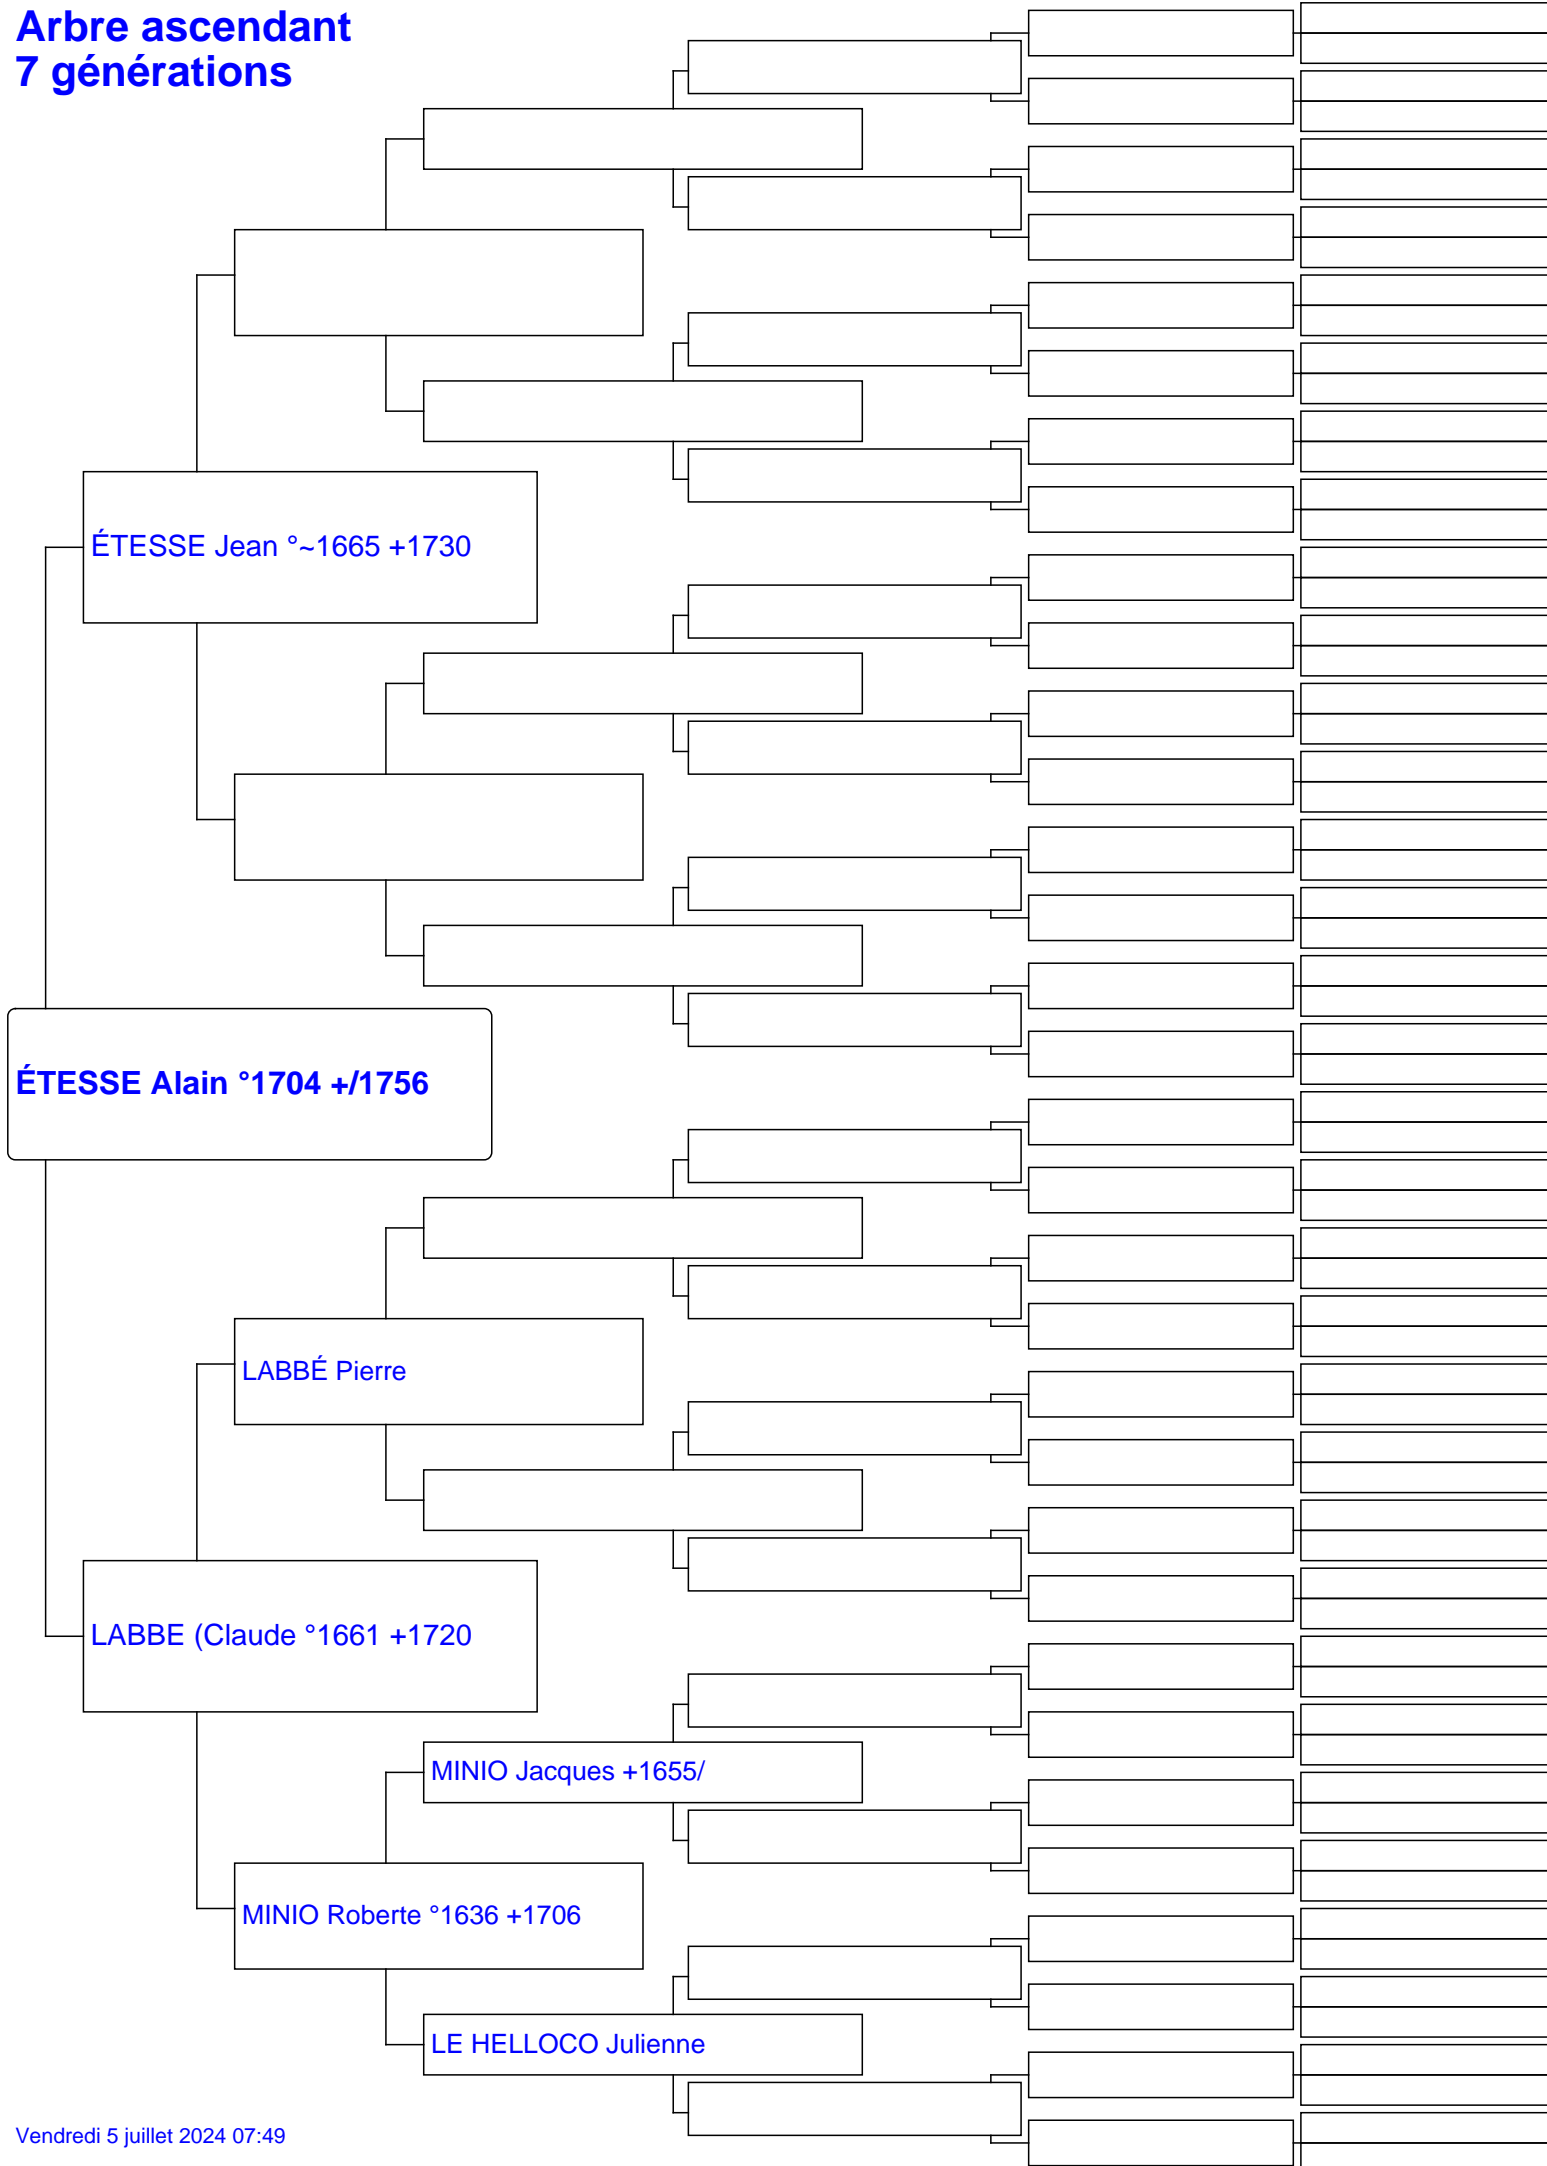 Arbre ascendant
7 générations
ÉTESSE Jean °~1665 +1730
ÉTESSE Alain °1704 +/1756
LABBÉ Pierre
LABBE (Claude °1661 +1720
MINIO Jacques +1655/
MINIO Roberte °1636 +1706
LE HELLOCO Julienne
Vendredi 5 juillet 2024 07:49